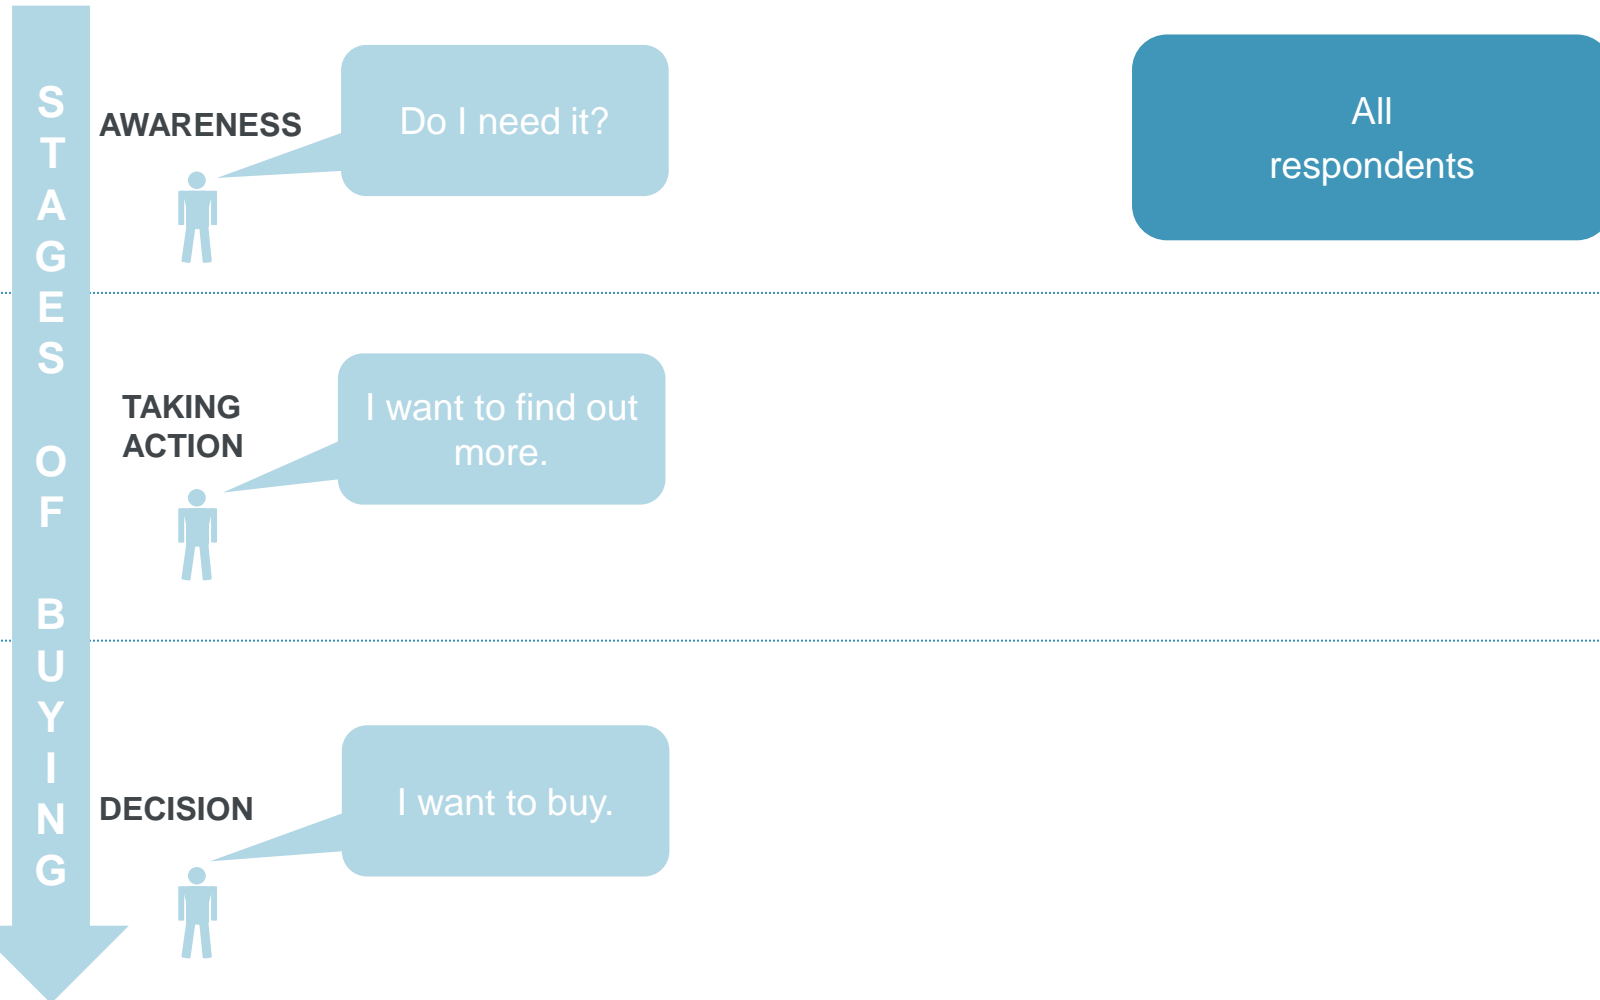 STAGES OF BUYING
AWARENESS
Do I need it?
All
respondents
TAKING
ACTION
I want to find out
more.
DECISION
I want to buy.